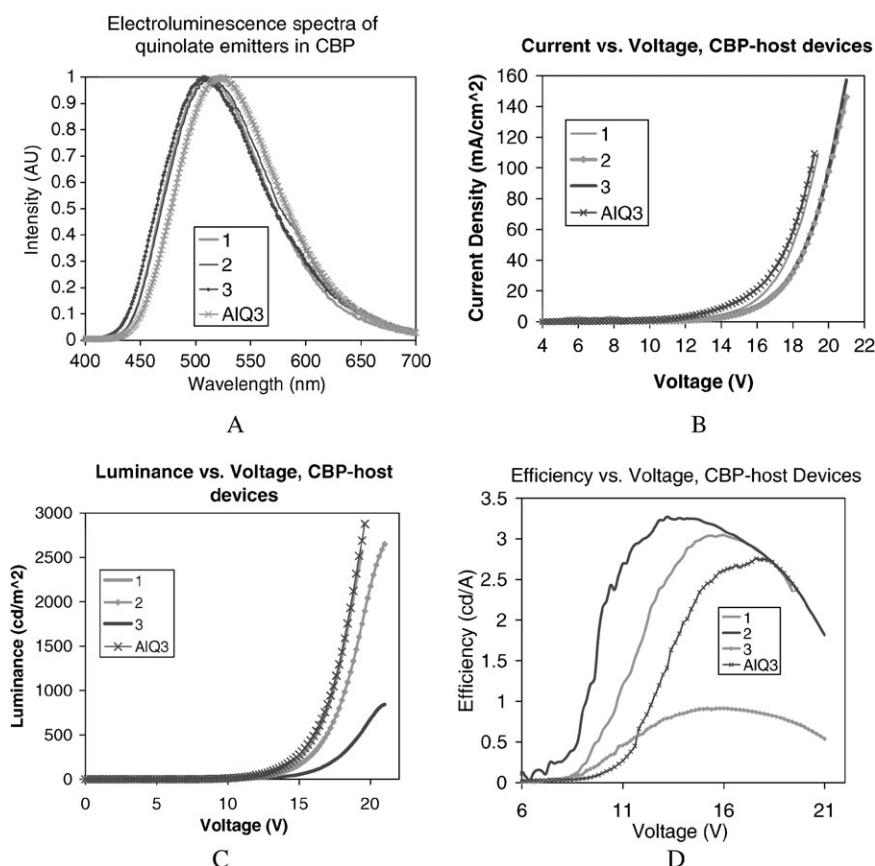 Electroluminescence spectra of
quinolate emitters in CBP
1
0.9
0.8
0.7
0.6
0.5
0.4
0.3
0.2
0.1
0
Intensity (AU)
1
2
3
AlQ3
400 450 500 550 600 650 700
Wavelength (nm)
A
Current vs. Voltage, CBP-host devices
160
140
120
100
80
60
40
20
0
Current Density (mA/cm^2)
1
2
3
AlQ3
4 6 8 10 12 14 16 18 20 22
Voltage (V)
B
Luminance vs. Voltage, CBP-host
devices
3000
2500
2000
1500
1000
500
0
Luminance (cd/m^2)
1
2
3
AlQ3
0 5 10 15 20
Voltage (V)
C
Efficiency vs. Voltage, CBP-host Devices
3.5
3
2.5
2
1.5
1
0.5
0
Efficiency (cd/A)
1
2
3
AlQ3
6 11 16 21
Voltage (V)
D